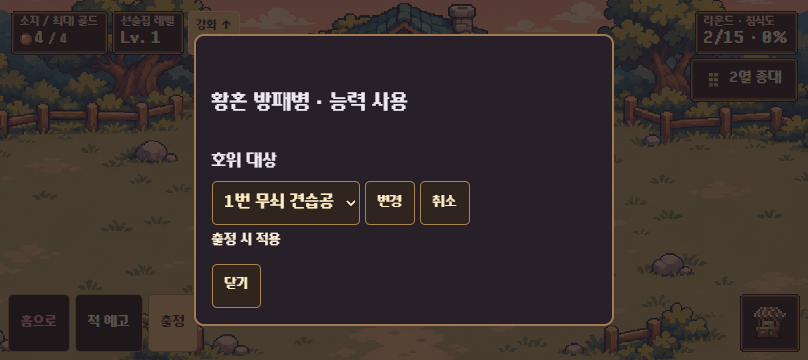 소지 / 최대 골드
4 / 4
선술집 레벨
Lv. 1
강화 ↑
라운드 · 침식도
2/15 · 0%
2열 종대
황혼 방패병 · 능력 사용
호위 대상
1번 무쇠 견습공
변경
취소
출정 시 적용
닫기
홈으로
적 예고
출정